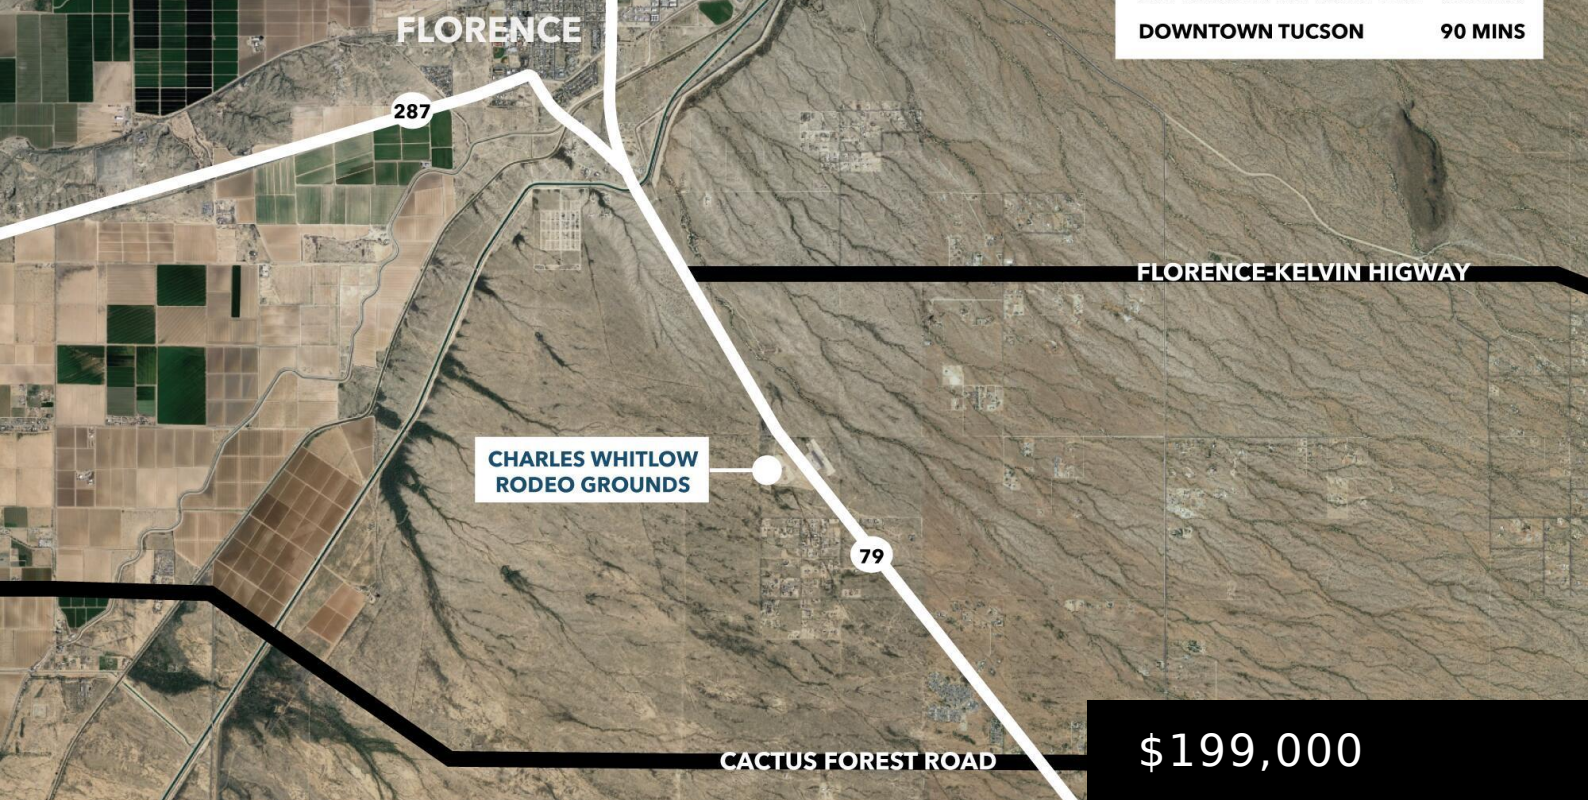 FLORENCE
DOWNTOWN TUCSON 90 MINS
287
FLORENCE-KELVIN HIGWAY
CHARLES WHITLOW
RODEO GROUNDS
79
CACTUS FOREST ROAD
$199,000